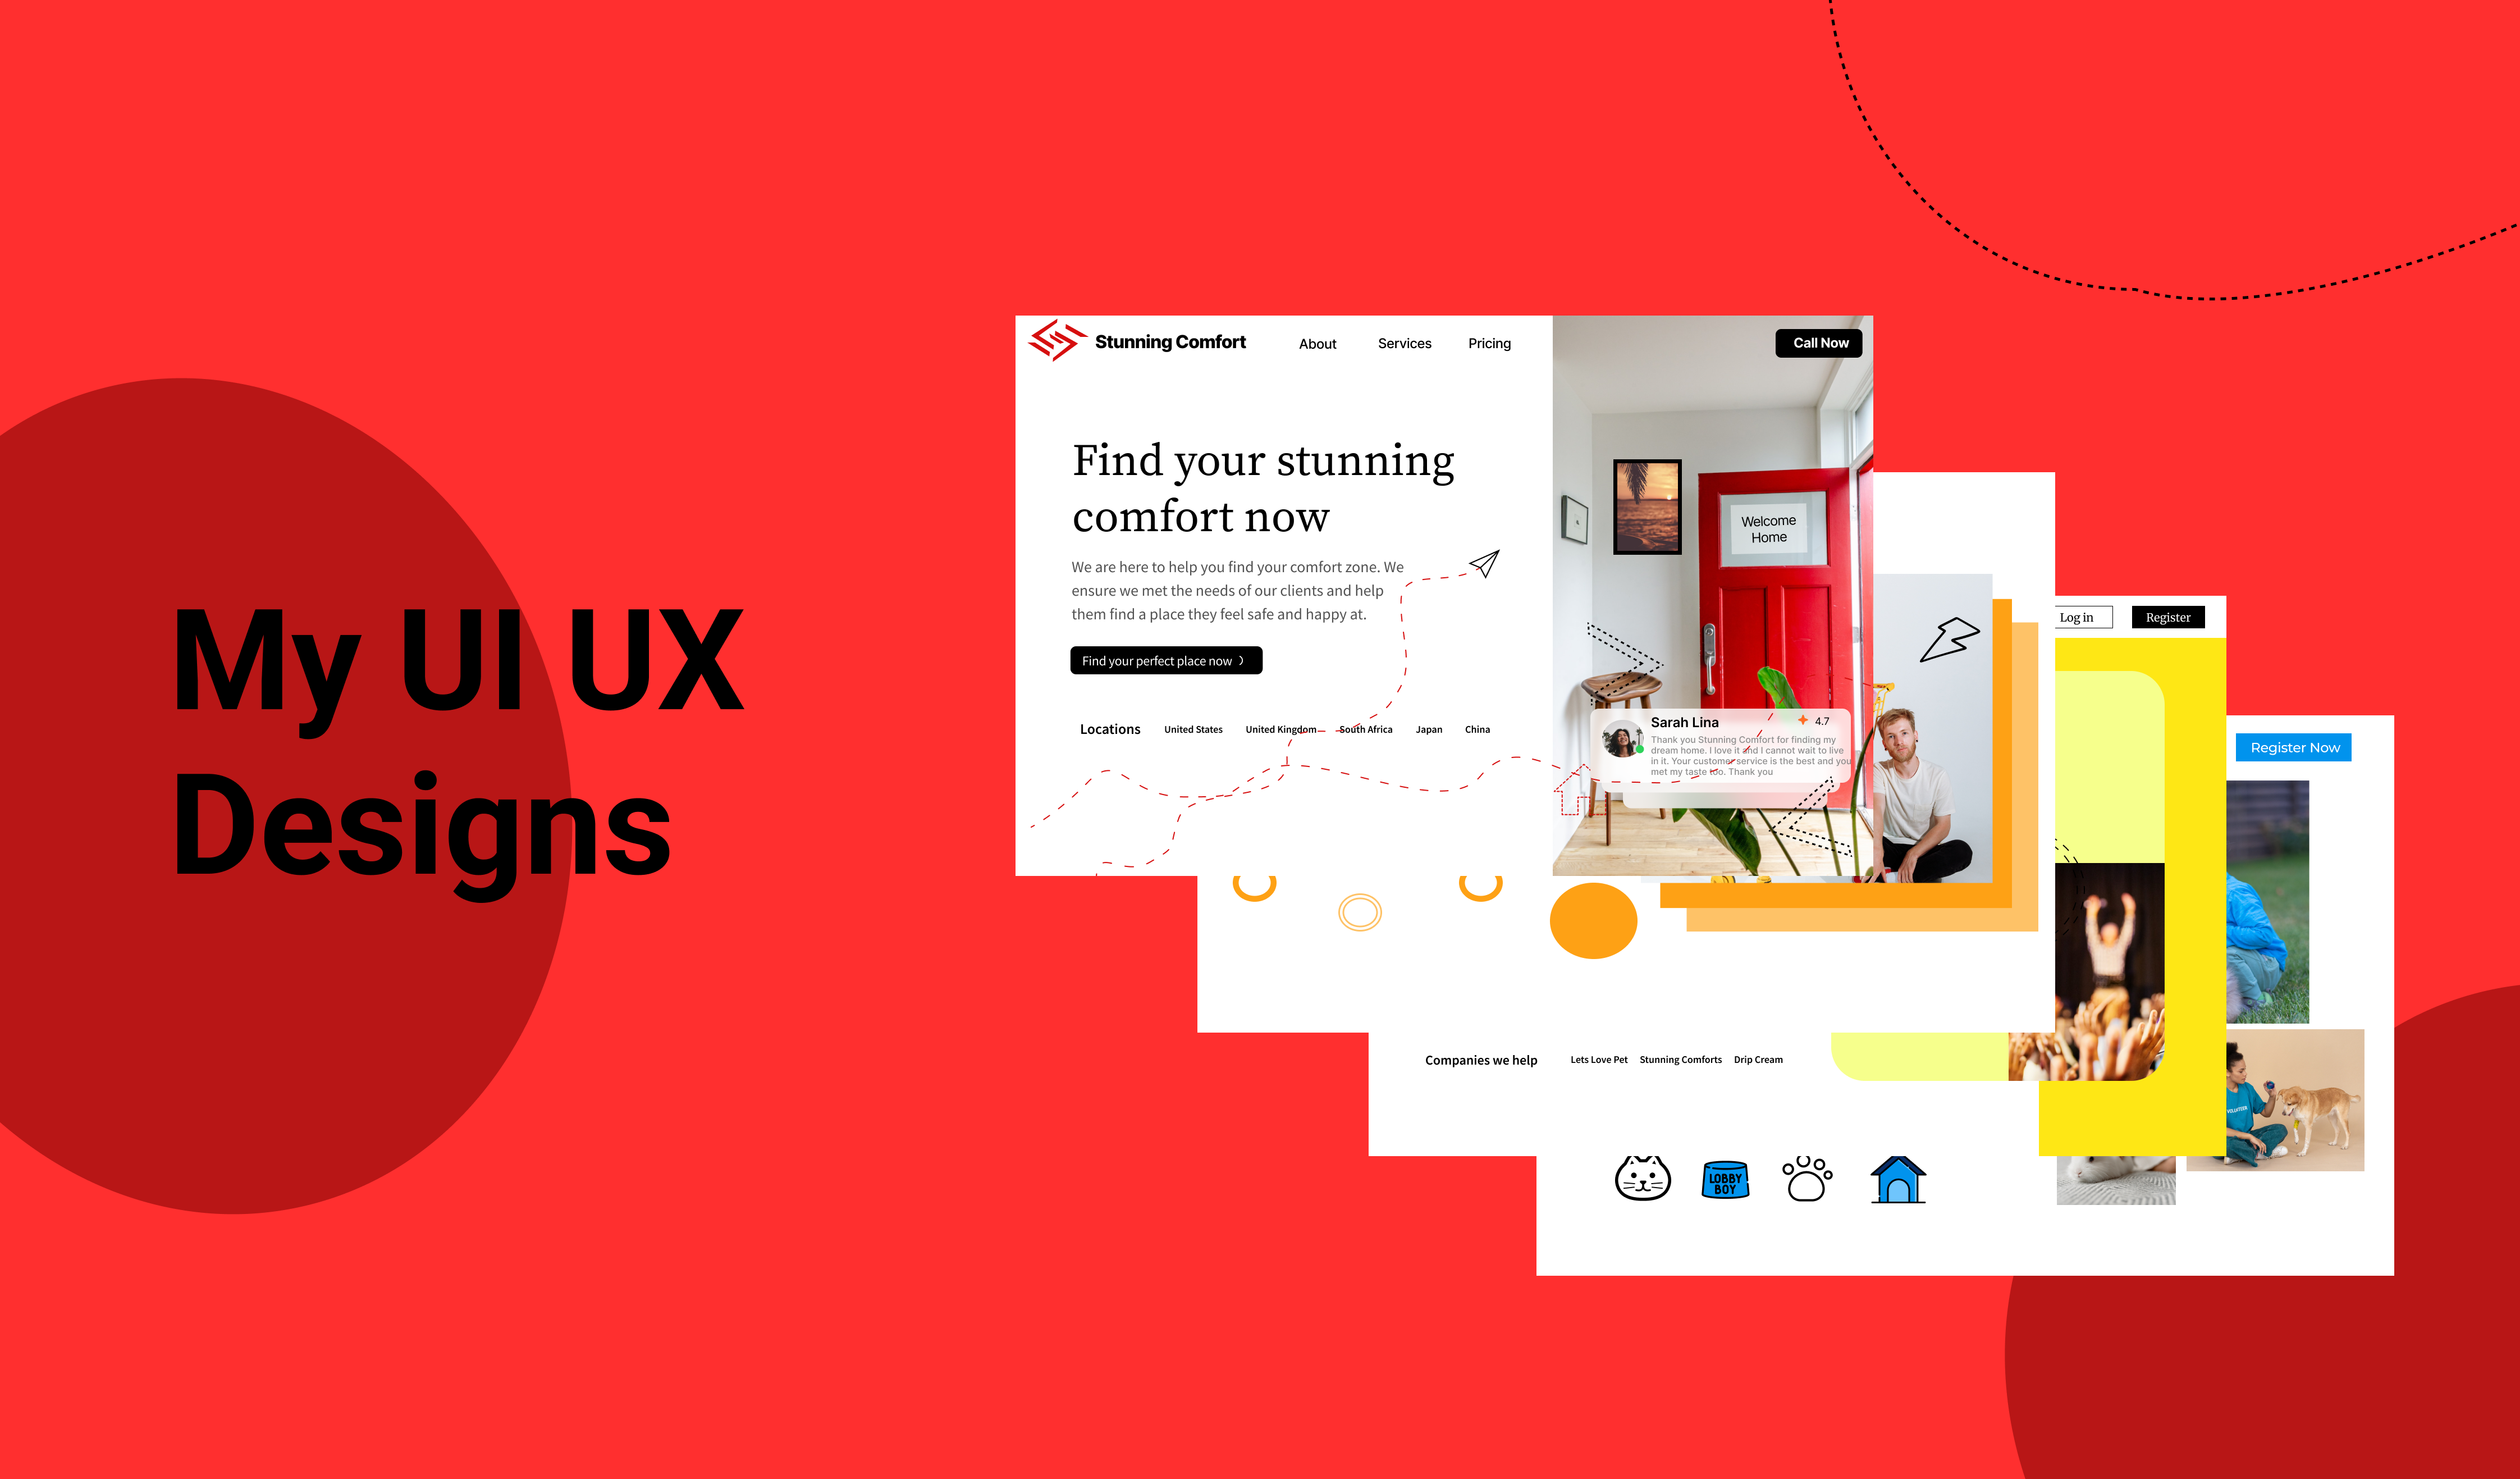 My UI UX
Designs
Stunning Comfort
About
Services
Pricing
Call Now
Find your stunning
comfort now
We are here to help you find your comfort zone. We
ensure we met the needs of our clients and help
them find a place they feel safe and happy at.
Find your perfect place now
Locations
United States
United Kingdom
South Africa
Japan
China
Welcome
Home
Sarah Lina
4.7
Thank you Stunning Comfort for finding my
dream home. I love it and I cannot wait to live
in it. Your customer service is the best and you
met my taste too. Thank you
Log in
Register
Register Now
Companies we help
Lets Love Pet
Stunning Comforts
Drip Cream
VOLUNTEER
LOBBY
BOY